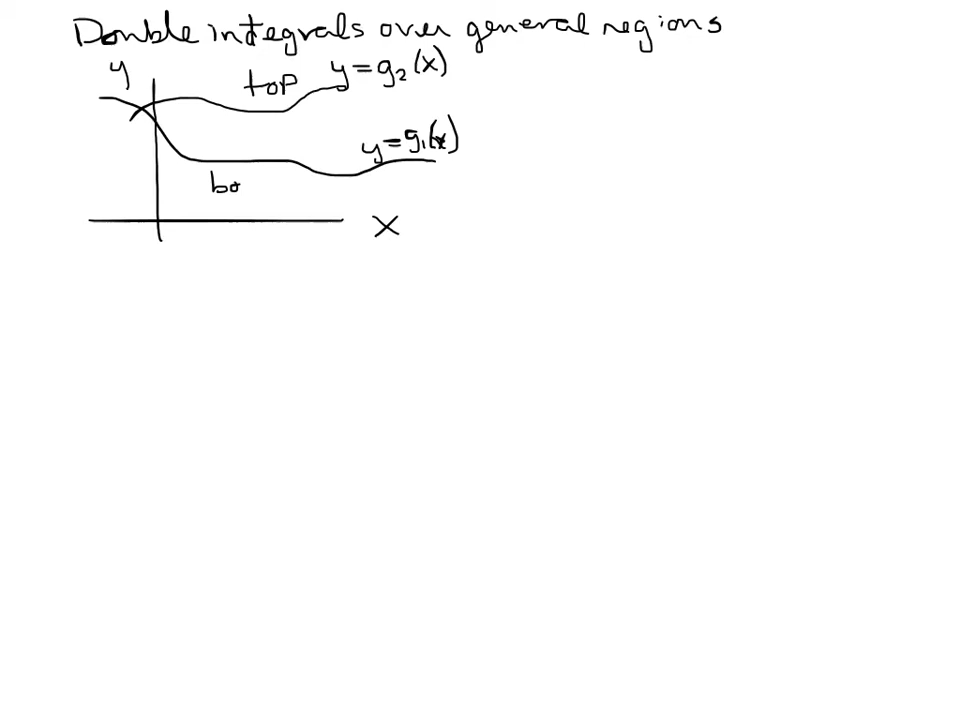 Double integrals over general regions
y
top y = g₂(x)
y = g₁(x)
bo
x